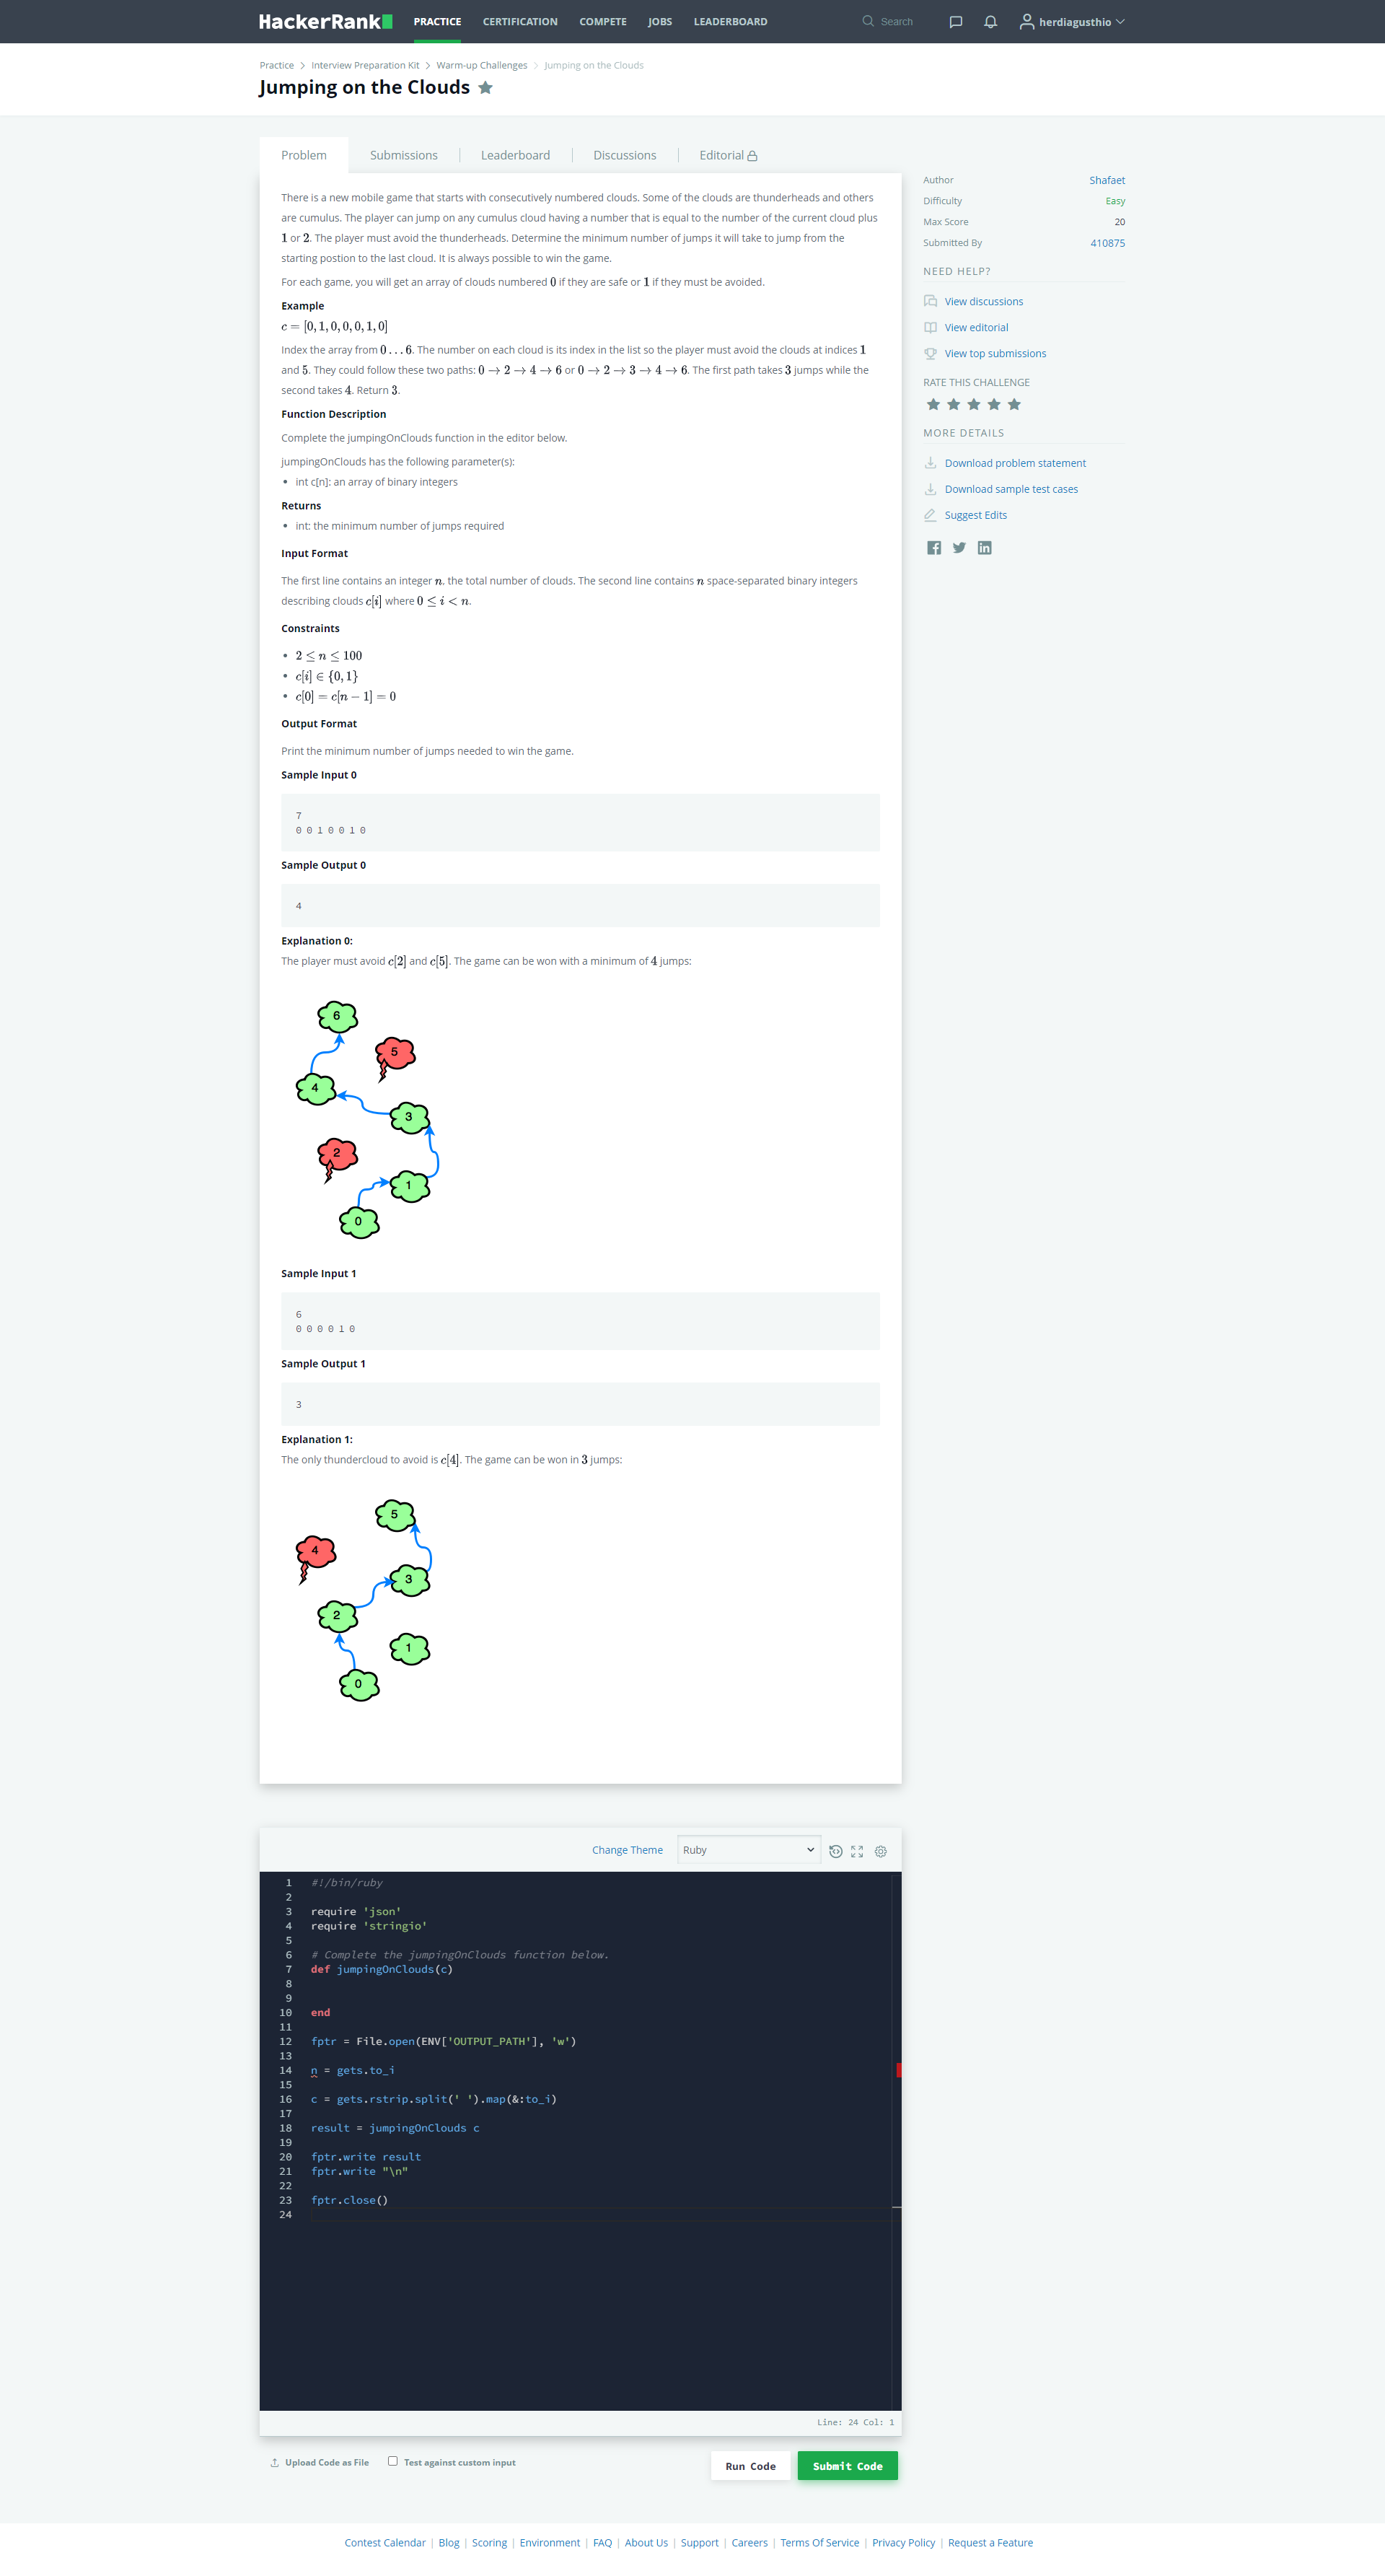 HackerRank PRACTICE CERTIFICATION COMPETE JOBS LEADERBOARD Search herdiagusthio
Practice > Interview Preparation Kit > Warm-up Challenges > Jumping on the Clouds
Jumping on the Clouds
Problem Submissions Leaderboard Discussions Editorial
There is a new mobile game that starts with consecutively numbered clouds. Some of the clouds are thunderheads and others
are cumulus. The player can jump on any cumulus cloud having a number that is equal to the number of the current cloud plus
1 or 2. The player must avoid the thunderheads. Determine the minimum number of jumps it will take to jump from the
starting postion to the last cloud. It is always possible to win the game.
For each game, you will get an array of clouds numbered 0 if they are safe or 1 if they must be avoided.
Example
c = [0, 1, 0, 0, 0, 1, 0]
Index the array from 0 . . . 6. The number on each cloud is its index in the list so the player must avoid the clouds at indices 1
and 5. They could follow these two paths: 0 → 2 → 4 → 6 or 0 → 2 → 3 → 4 → 6. The first path takes 3 jumps while the
second takes 4. Return 3.
Function Description
Complete the jumpingOnClouds function in the editor below.
jumpingOnClouds has the following parameter(s):
• int c[n]: an array of binary integers
Returns
• int: the minimum number of jumps required
Input Format
The first line contains an integer n, the total number of clouds. The second line contains n space-separated binary integers
describing clouds c[i] where 0 ≤ i < n.
Constraints
• 2 ≤ n ≤ 100
• c[i] ∈ {0, 1}
• c[0] = c[n − 1] = 0
Output Format
Print the minimum number of jumps needed to win the game.
Sample Input 0
7
0 0 1 0 0 1 0
Sample Output 0
4
Explanation 0:
The player must avoid c[2] and c[5]. The game can be won with a minimum of 4 jumps:
6
5
4
3
2
1
0
Sample Input 1
6
0 0 0 0 1 0
Sample Output 1
3
Explanation 1:
The only thundercloud to avoid is c[4]. The game can be won in 3 jumps:
5
4
3
2
1
0
Author Shafaet
Difficulty Easy
Max Score 20
Submitted By 410875
NEED HELP?
View discussions
View editorial
View top submissions
RATE THIS CHALLENGE
MORE DETAILS
Download problem statement
Download sample test cases
Suggest Edits
Change Theme Ruby
1 #!/bin/ruby
2
3 require 'json'
4 require 'stringio'
5
6 # Complete the jumpingOnClouds function below.
7 def jumpingOnClouds(c)
8
9
10 end
11
12 fptr = File.open(ENV['OUTPUT_PATH'], 'w')
13
14 n = gets.to_i
15
16 c = gets.rstrip.split(' ').map(&:to_i)
17
18 result = jumpingOnClouds c
19
20 fptr.write result
21 fptr.write "\n"
22
23 fptr.close()
24
Line: 24 Col: 1
Upload Code as File Test against custom input Run Code Submit Code
Contest Calendar | Blog | Scoring | Environment | FAQ | About Us | Support | Careers | Terms Of Service | Privacy Policy | Request a Feature